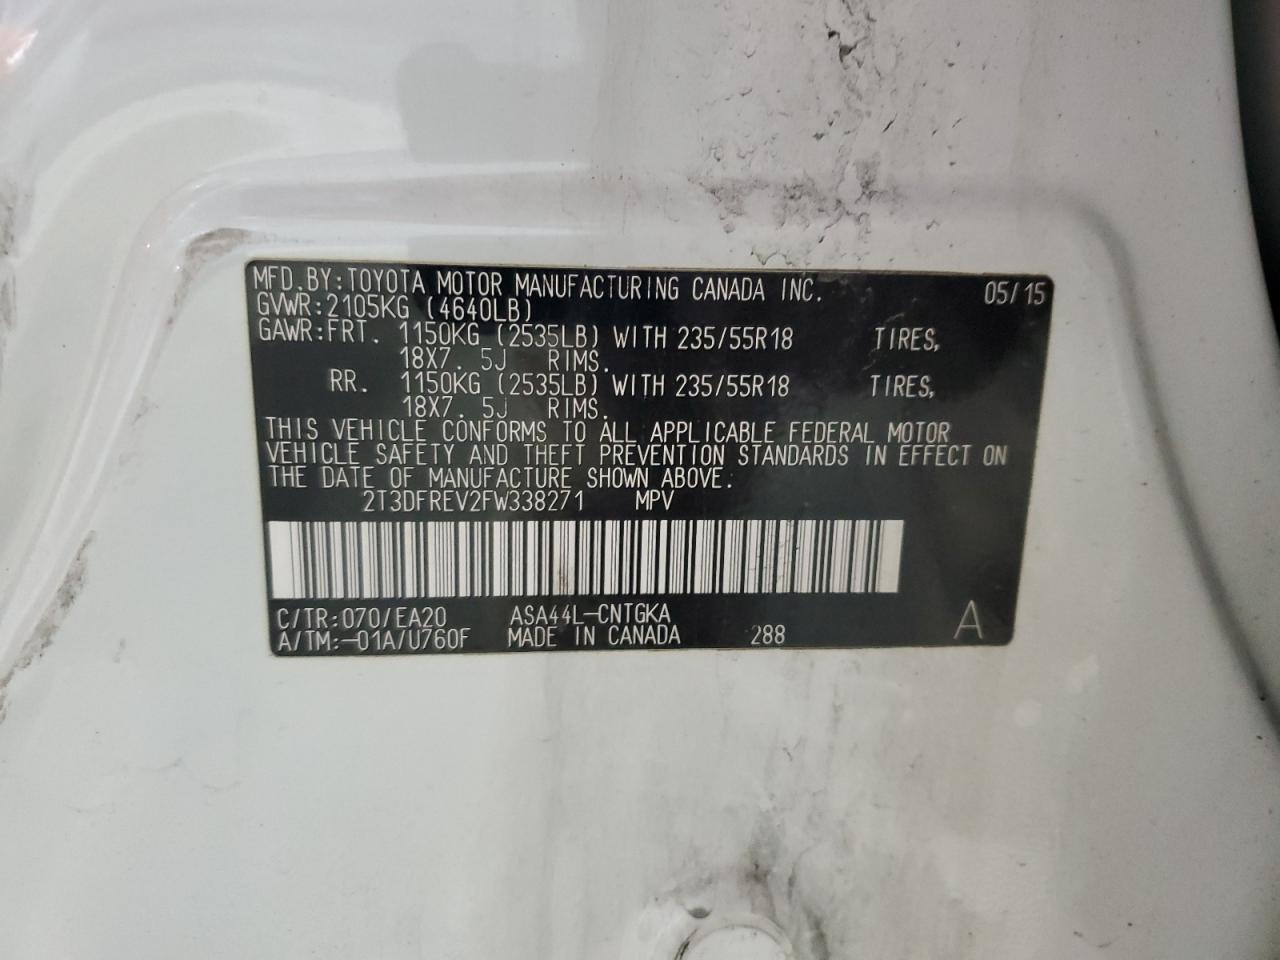 MFD.BY:TOYOTA MOTOR MANUFACTURING CANADA INC. 05/15
GVWR:2105KG (4640LB)
GAWR:FRT. 1150KG (2535LB) WITH 235/55R18 TIRES,
18X7. 5J RIMS.
RR. 1150KG (2535LB) WITH 235/55R18 TIRES,
18X7. 5J RIMS.
THIS VEHICLE CONFORMS TO ALL APPLICABLE FEDERAL MOTOR
VEHICLE SAFETY AND THEFT PREVENTION STANDARDS IN EFFECT ON
THE DATE OF MANUFACTURE SHOWN ABOVE.
2T3DFREV2FW338271 MPV
C/TR:070/EA20 ASA44L-CNTGKA A
A/TM:-01A/U760F MADE IN CANADA 288